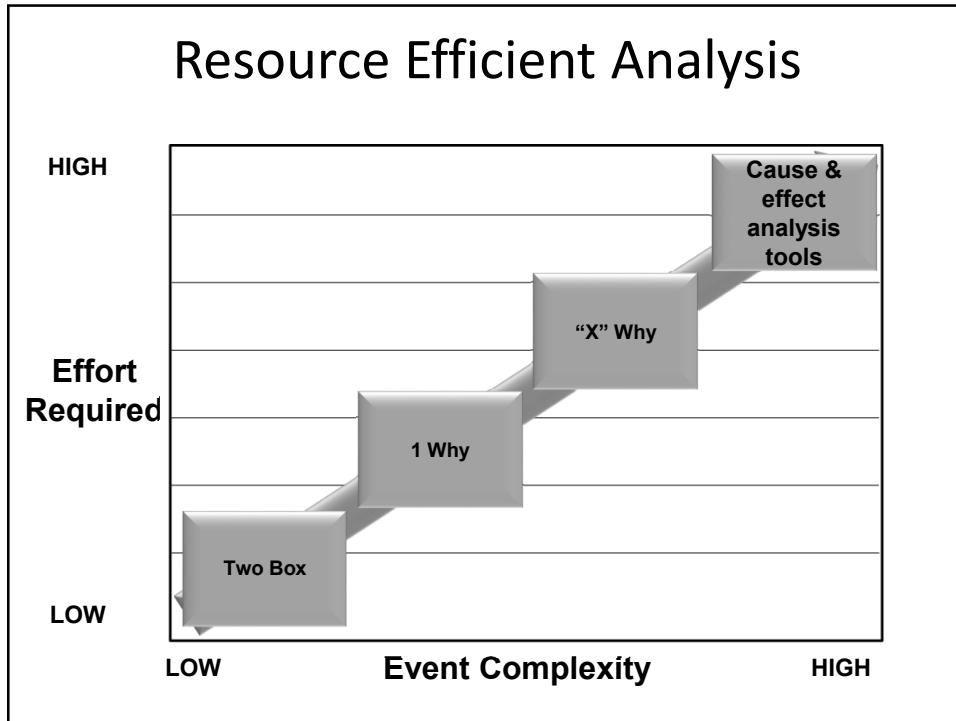 Resource Efficient Analysis
HIGH
Cause &
effect
analysis
tools
“X” Why
Effort
Required
1 Why
Two Box
LOW
LOW
Event Complexity
HIGH